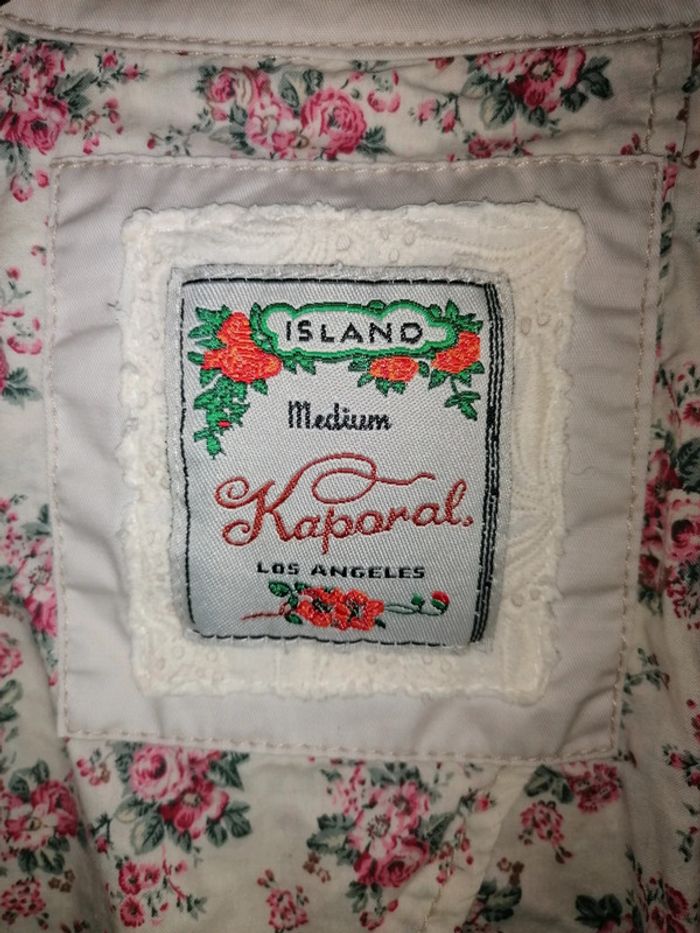 ISLAND
Medium
Kaporal.
LOS ANGELES